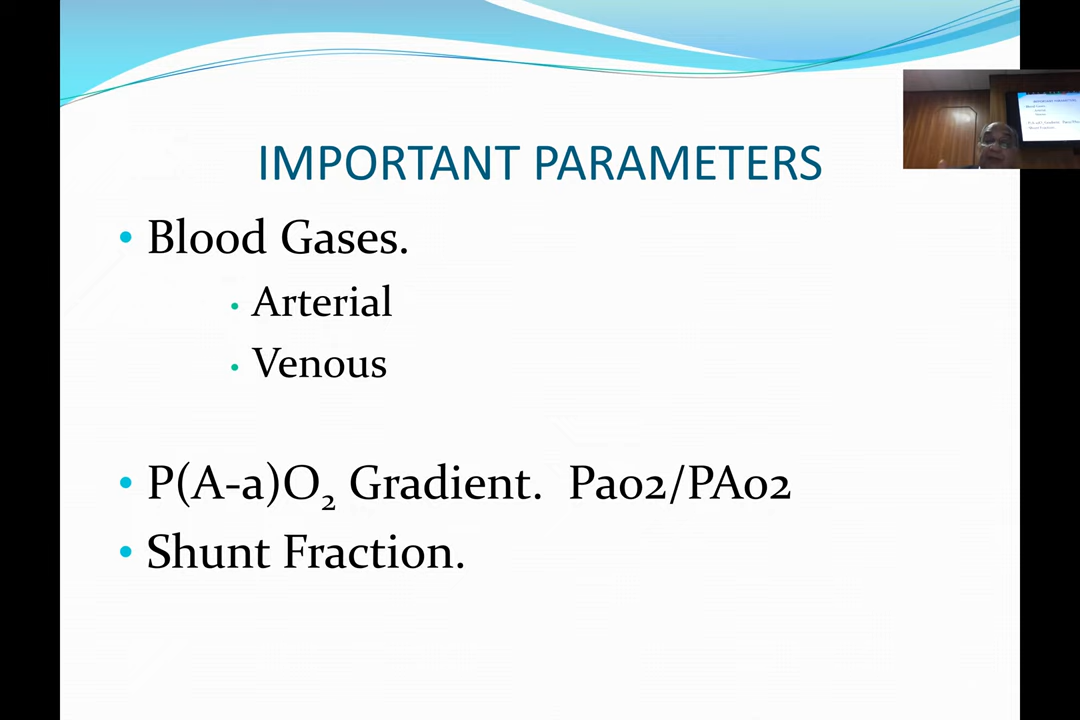 IMPORTANT PARAMETERS
• Blood Gases.
• Arterial
• Venous
• P(A-a)O₂ Gradient. Pao2/PAo2
• Shunt Fraction.